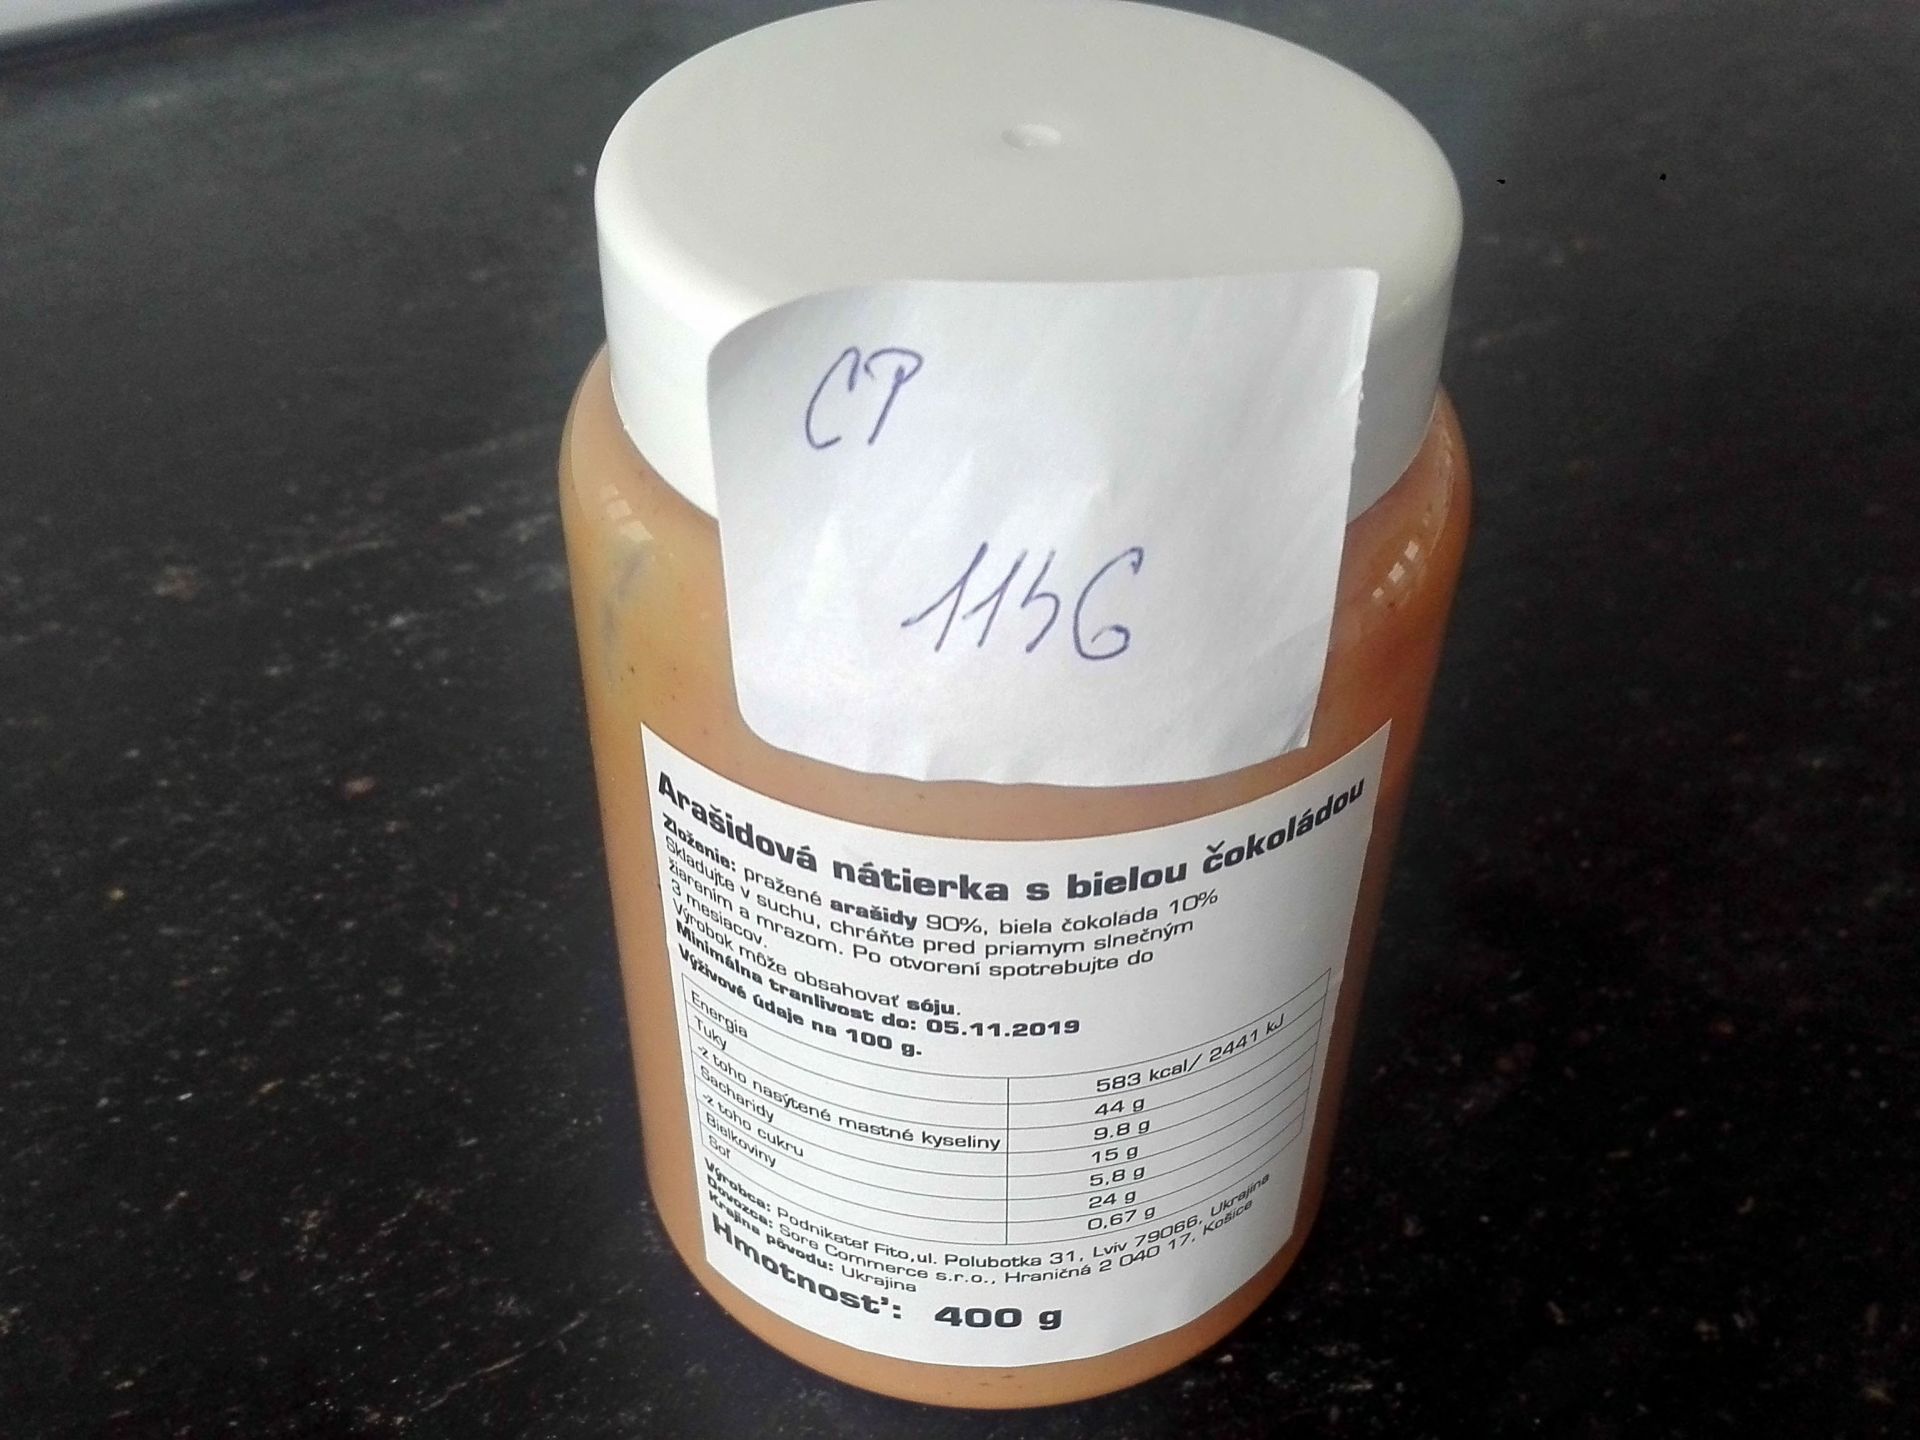 CP
1156
Arašidová nátierka s bielou čokoládou
Zloženie: pražené arašidy 90%, biela čokoláda 10%
Skladujte v suchu, chráňte pred priamym slnečným
žiarením a mrazom. Po otvorení spotrebujte do
3 mesiacov.
Výrobok môže obsahovať sóju.
Minimálna tranlivost do: 05.11.2019
Výživové údaje na 100 g.
Energia 583 kcal/ 2441 kJ
Tuky 44 g
-z toho nasýtené mastné kyseliny 9.8 g
Sacharidy 15 g
-z toho cukru 5,8 g
Bielkoviny 24 g
Soľ 0,67 g
Výrobca: Podnikateľ Fito,ul. Polubotka 31, Lviv 79066, Ukrajina
Dovozca: Sore Commerce s.r.o., Hraničná 2 040 17, Košice
Krajina pôvodu: Ukrajina
Hmotnosť: 400 g